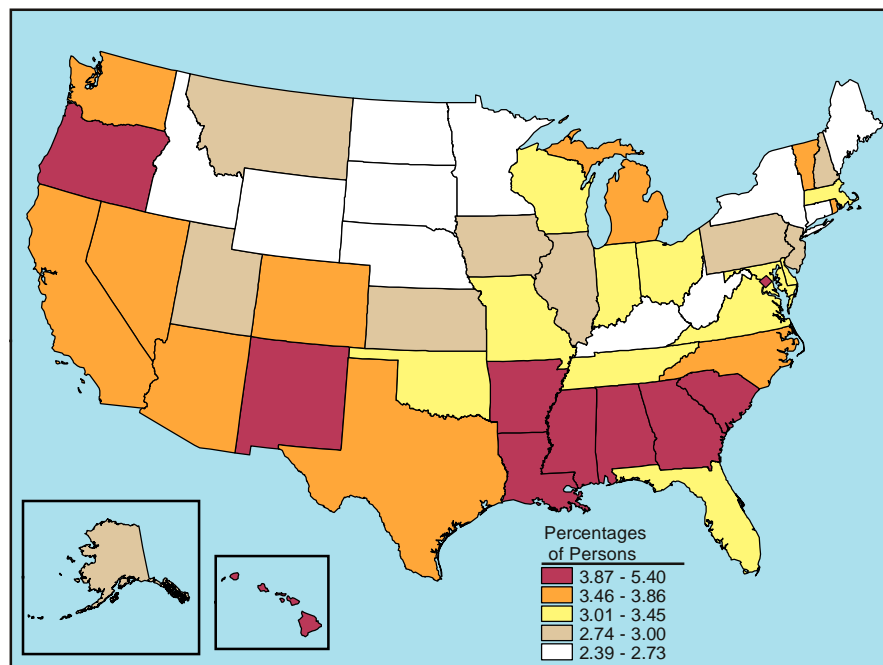 Percentages
of Persons
3.87 - 5.40
3.46 - 3.86
3.01 - 3.45
2.74 - 3.00
2.39 - 2.73